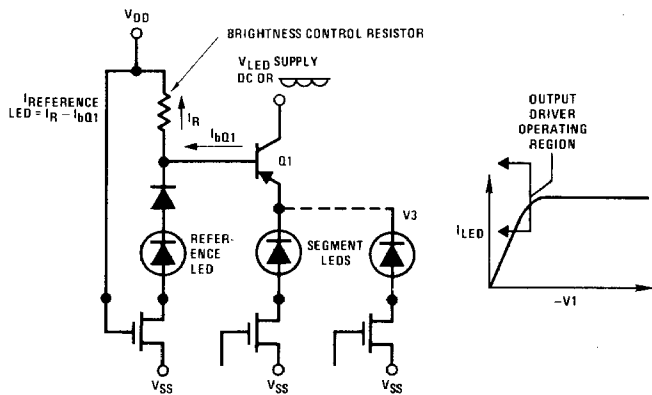 VDD
BRIGHTNESS CONTROL RESISTOR
VLED SUPPLY
DC OR
IREFERENCE
LED = IR − IbQ1
IR
IbQ1
Q1
OUTPUT
DRIVER
OPERATING
REGION
V3
REFER-
ENCE
LED
SEGMENT
LEDS
ILED
−V1
VSS
VSS
VSS